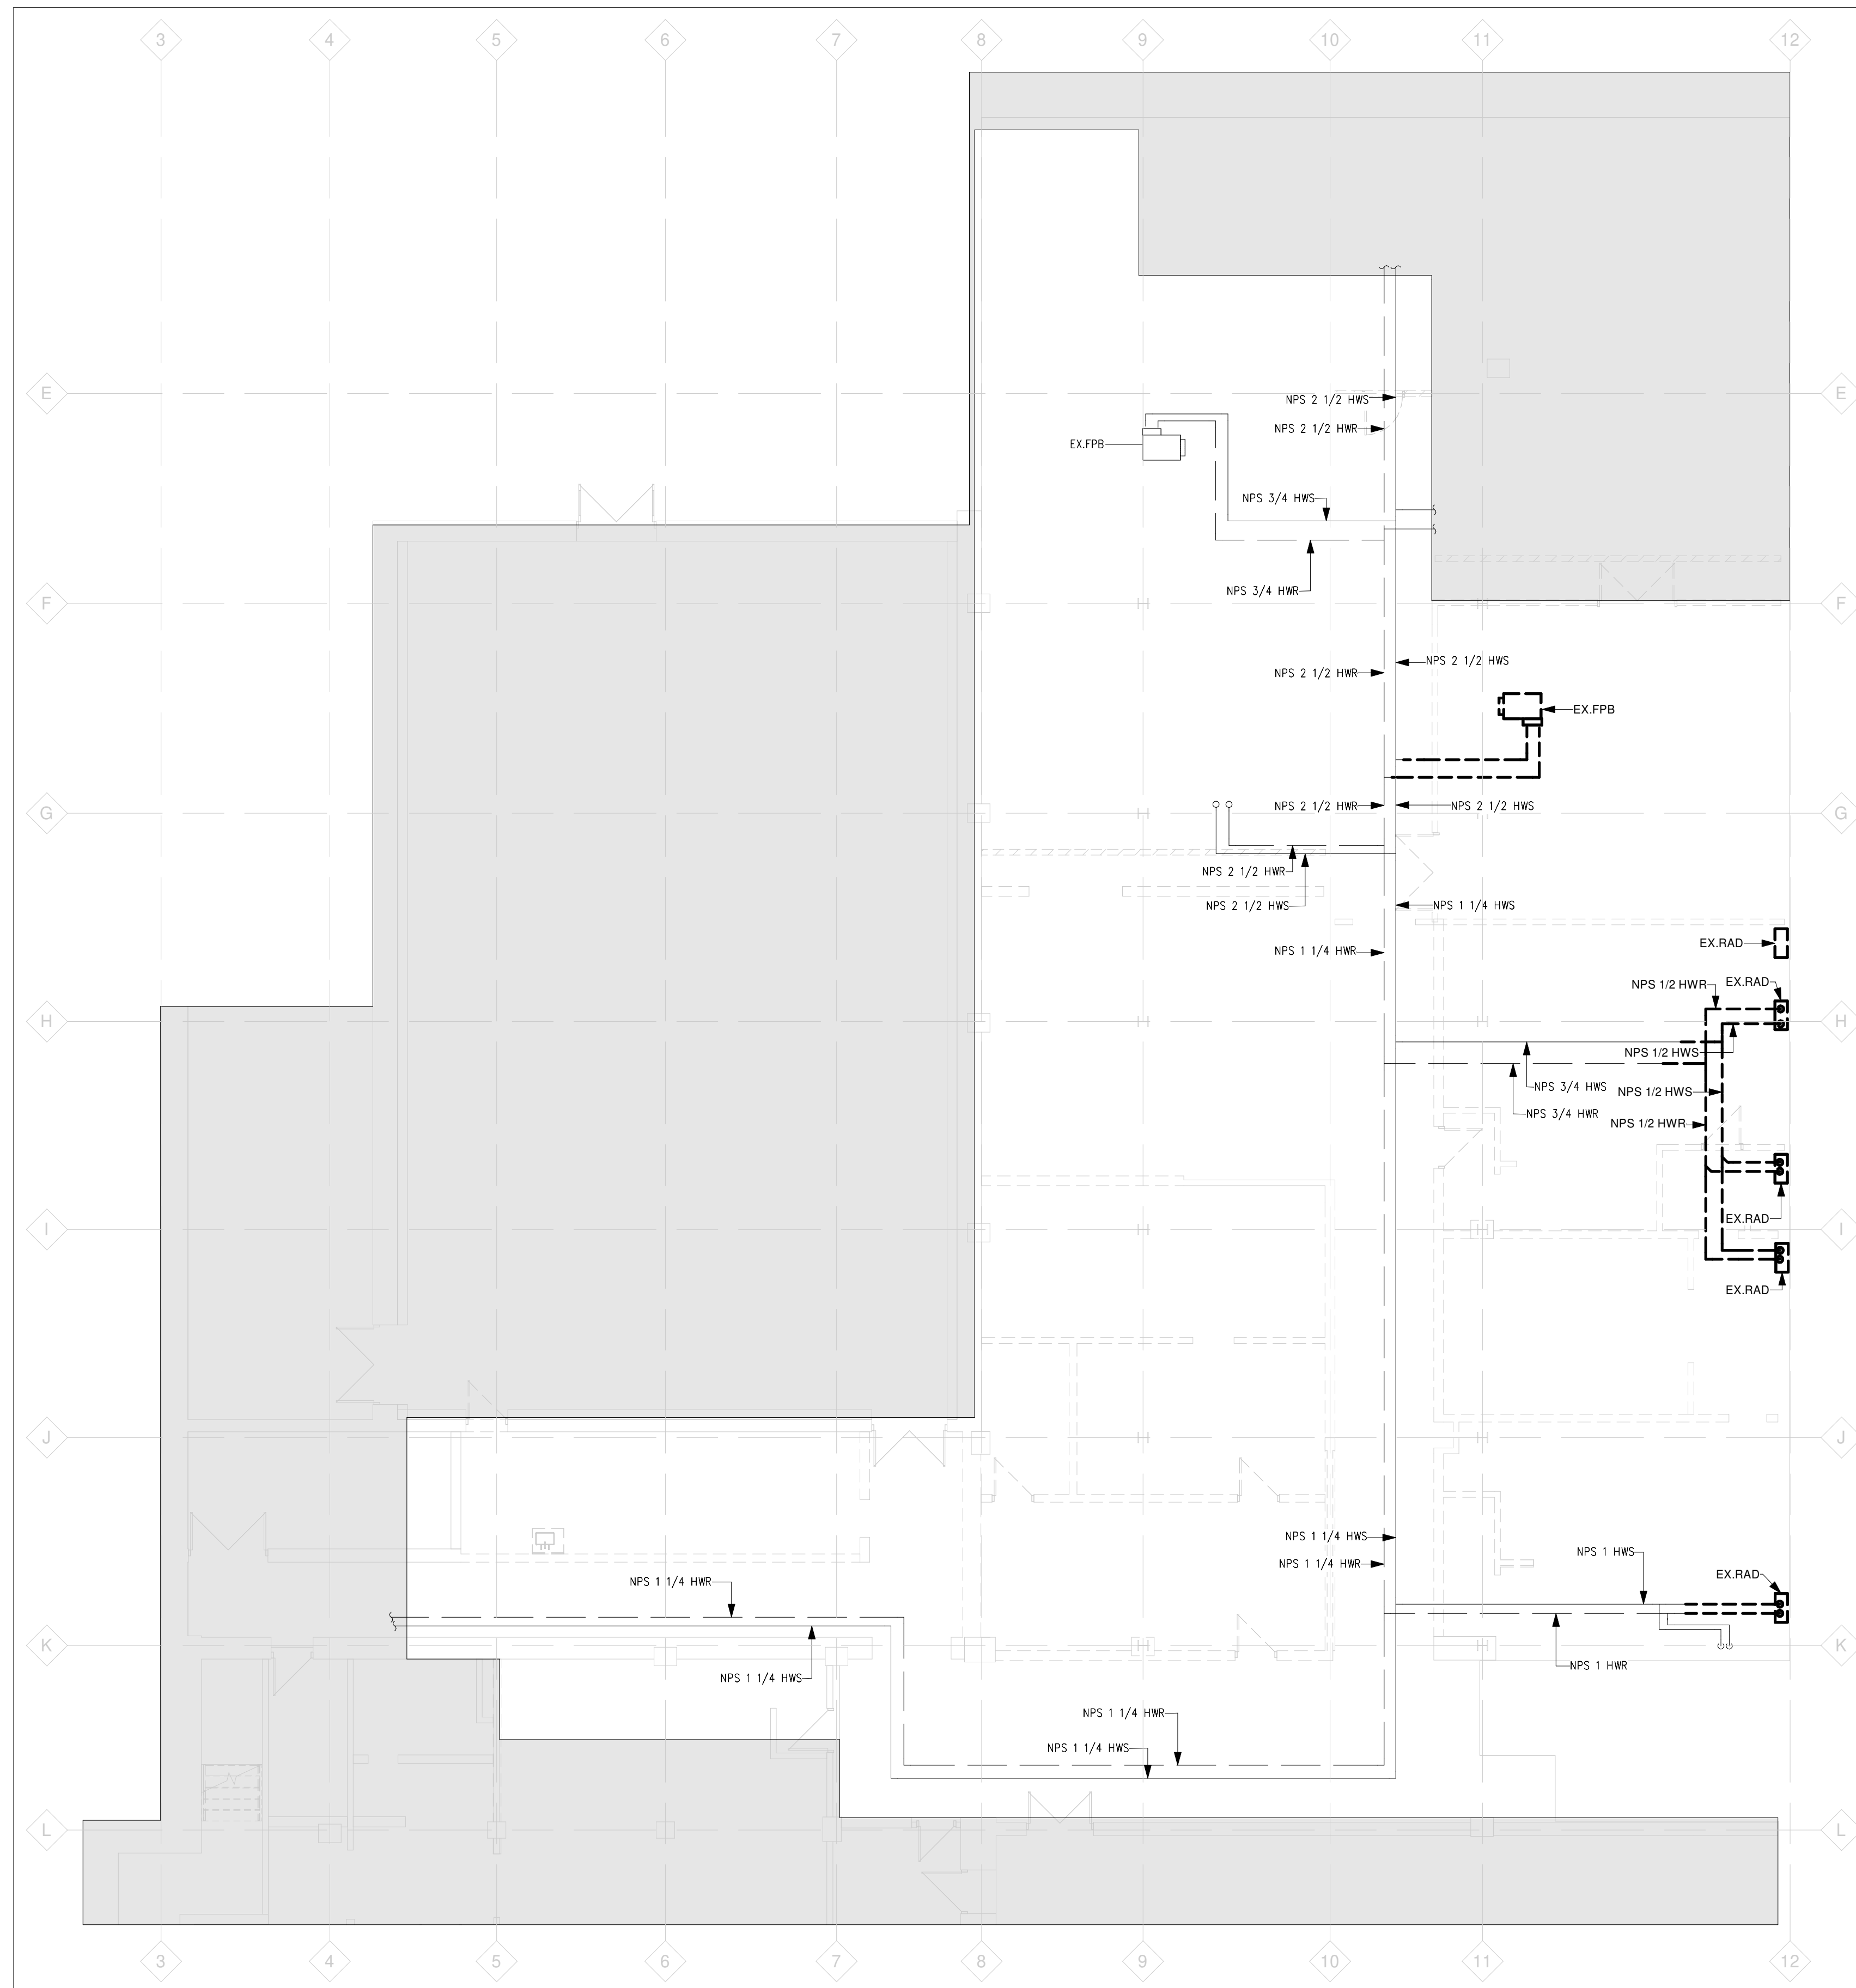 3 4 5 6 7 8 9 10 11 12
E E
NPS 2 1/2 HWS
NPS 2 1/2 HWR
EX.FPB
NPS 3/4 HWS
NPS 3/4 HWR
F F
NPS 2 1/2 HWS
NPS 2 1/2 HWR
EX.FPB
NPS 2 1/2 HWR
NPS 2 1/2 HWS
G G
NPS 2 1/2 HWR
NPS 2 1/2 HWS
NPS 1 1/4 HWS
NPS 1 1/4 HWR
EX.RAD
EX.RAD
NPS 1/2 HWR
H H
NPS 1/2 HWS
NPS 3/4 HWS
NPS 1/2 HWS
NPS 3/4 HWR
NPS 1/2 HWR
EX.RAD
I I
EX.RAD
J J
NPS 1 1/4 HWS
NPS 1 1/4 HWR
NPS 1 HWS
EX.RAD
NPS 1 1/4 HWR
K K
NPS 1 HWR
NPS 1 1/4 HWS
NPS 1 1/4 HWR
NPS 1 1/4 HWS
L L
3 4 5 6 7 8 9 10 11 12